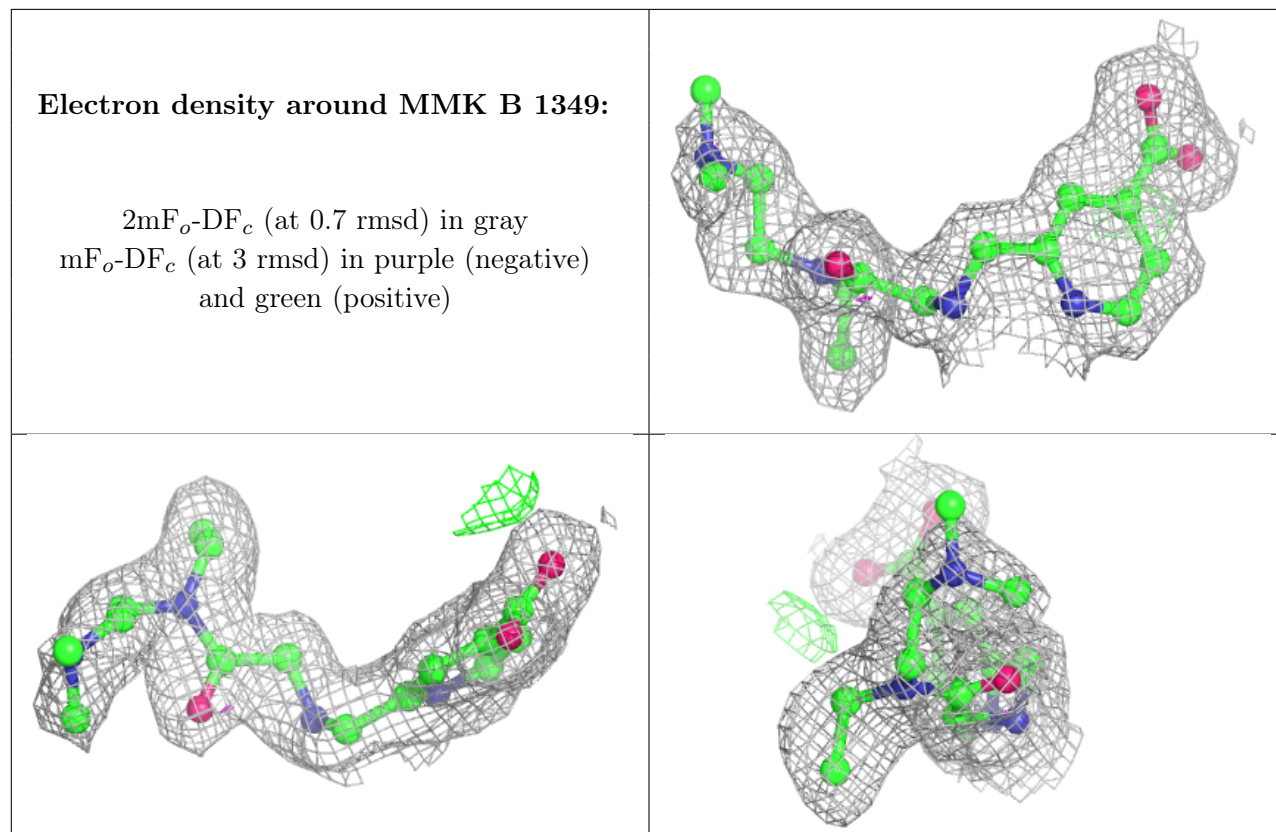 Electron density around MMK B 1349:
2mFo-DFc (at 0.7 rmsd) in gray
mFo-DFc (at 3 rmsd) in purple (negative)
and green (positive)